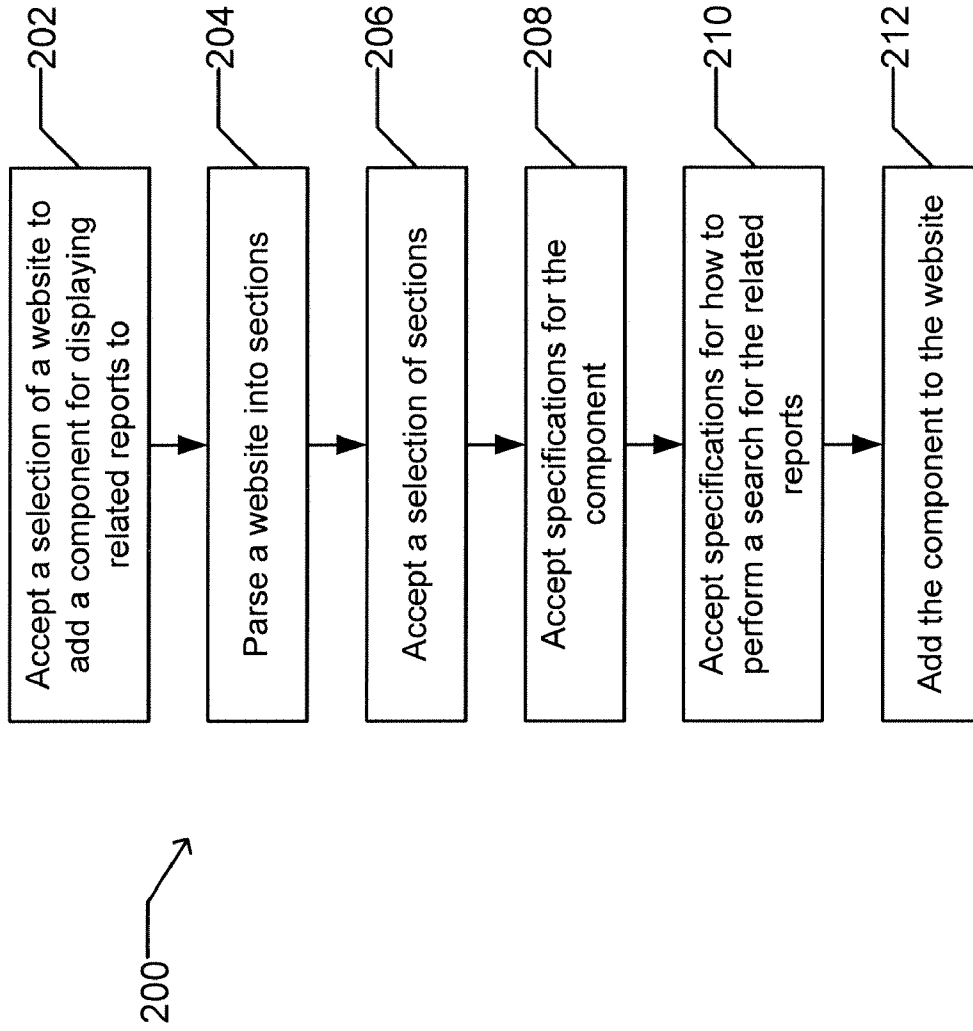 200
Accept a selection of a website to
add a component for displaying
related reports to
202
Parse a website into sections
204
Accept a selection of sections
206
Accept specifications for the
component
208
Accept specifications for how to
perform a search for the related
reports
210
Add the component to the website
212